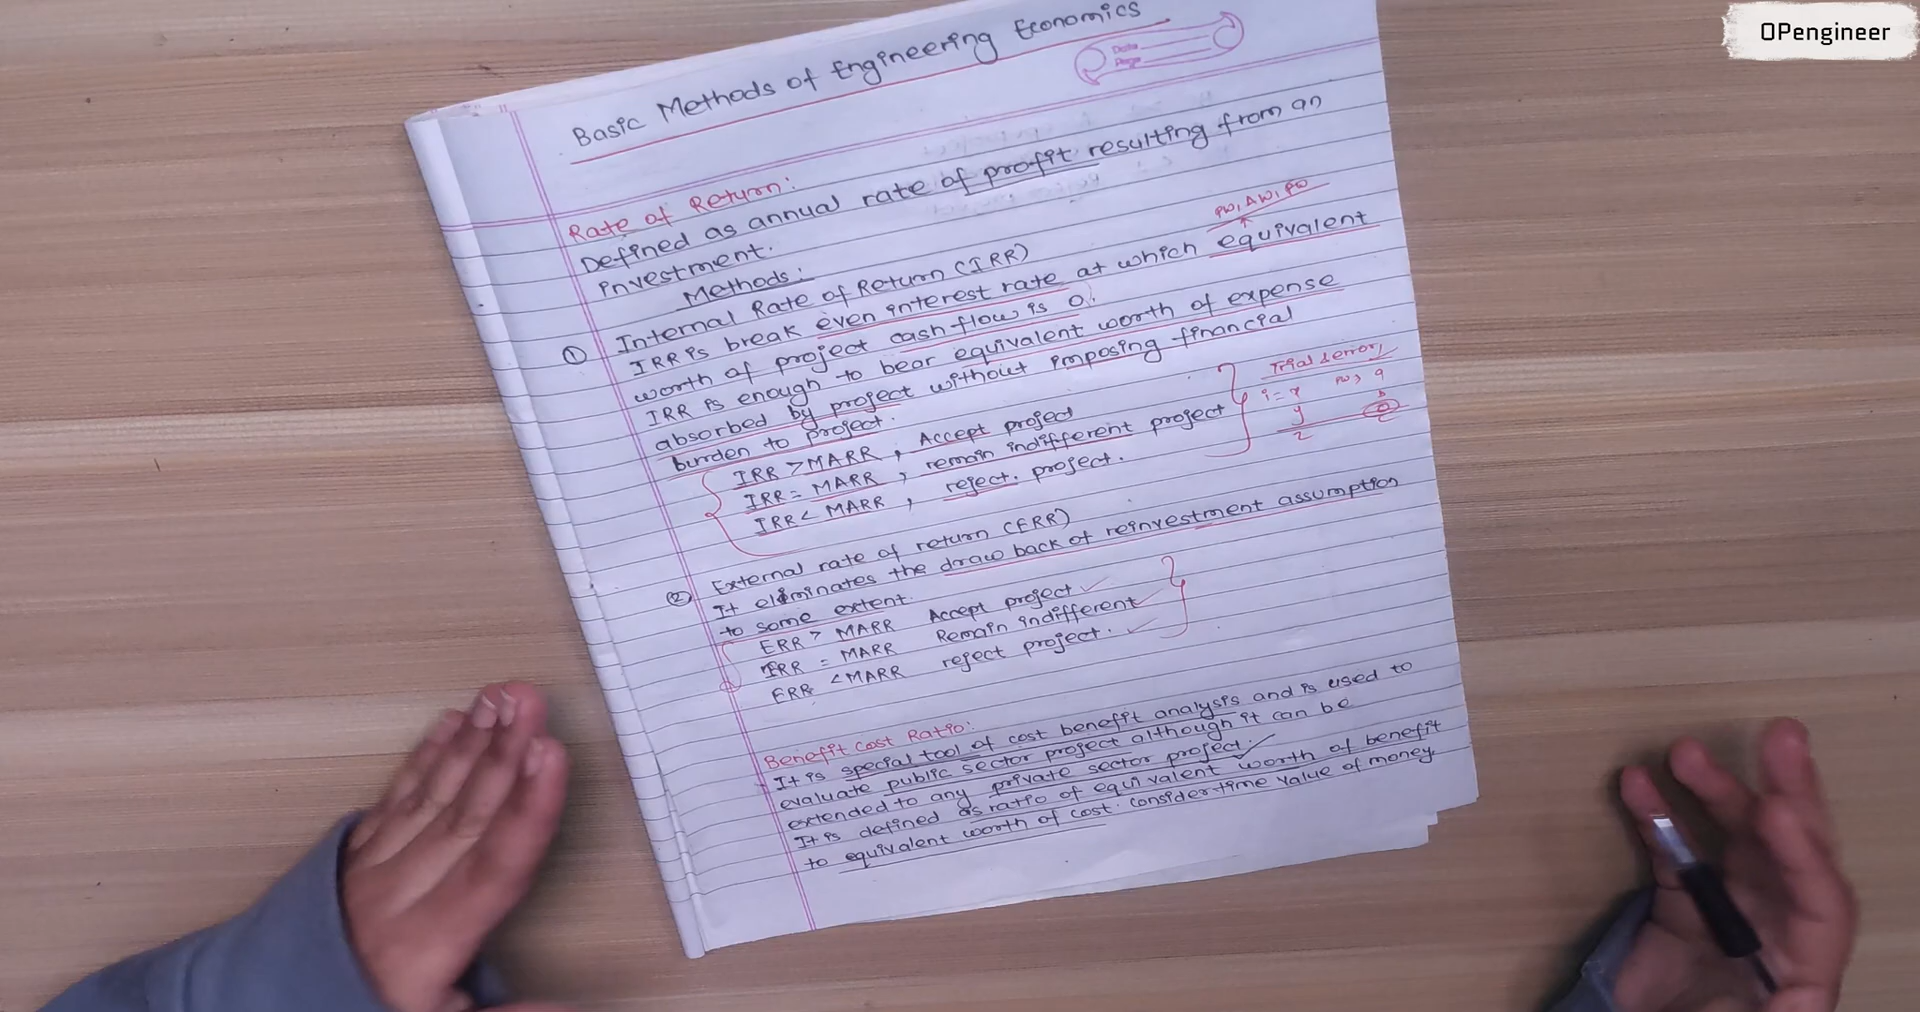 OPengineer
Basic Methods of Engineering Economics
Date
Page
Rate of Return:
Defined as annual rate of profit resulting from an
investment.
Methods:
PW, AW, FW
① Internal Rate of Return (IRR)
IRR is break even interest rate at which equivalent
worth of project cash flow is 0.
IRR is enough to bear equivalent worth of expense
absorbed by project without imposing financial
burden to project.
IRR > MARR, Accept project
IRR = MARR, remain indifferent project
IRR < MARR, reject. project.
Trial & error
② External rate of return (ERR)
It eliminates the draw back of reinvestment assumption
to some extent.
ERR > MARR Accept project
ERR = MARR Remain indifferent
ERR < MARR reject project.
Benefit Cost Ratio:
It is special tool of cost benefit analysis and is used to
evaluate public sector project although it can be
extended to any private sector project.
It is defined as ratio of equivalent worth of benefit
to equivalent worth of cost. consider time value of money.